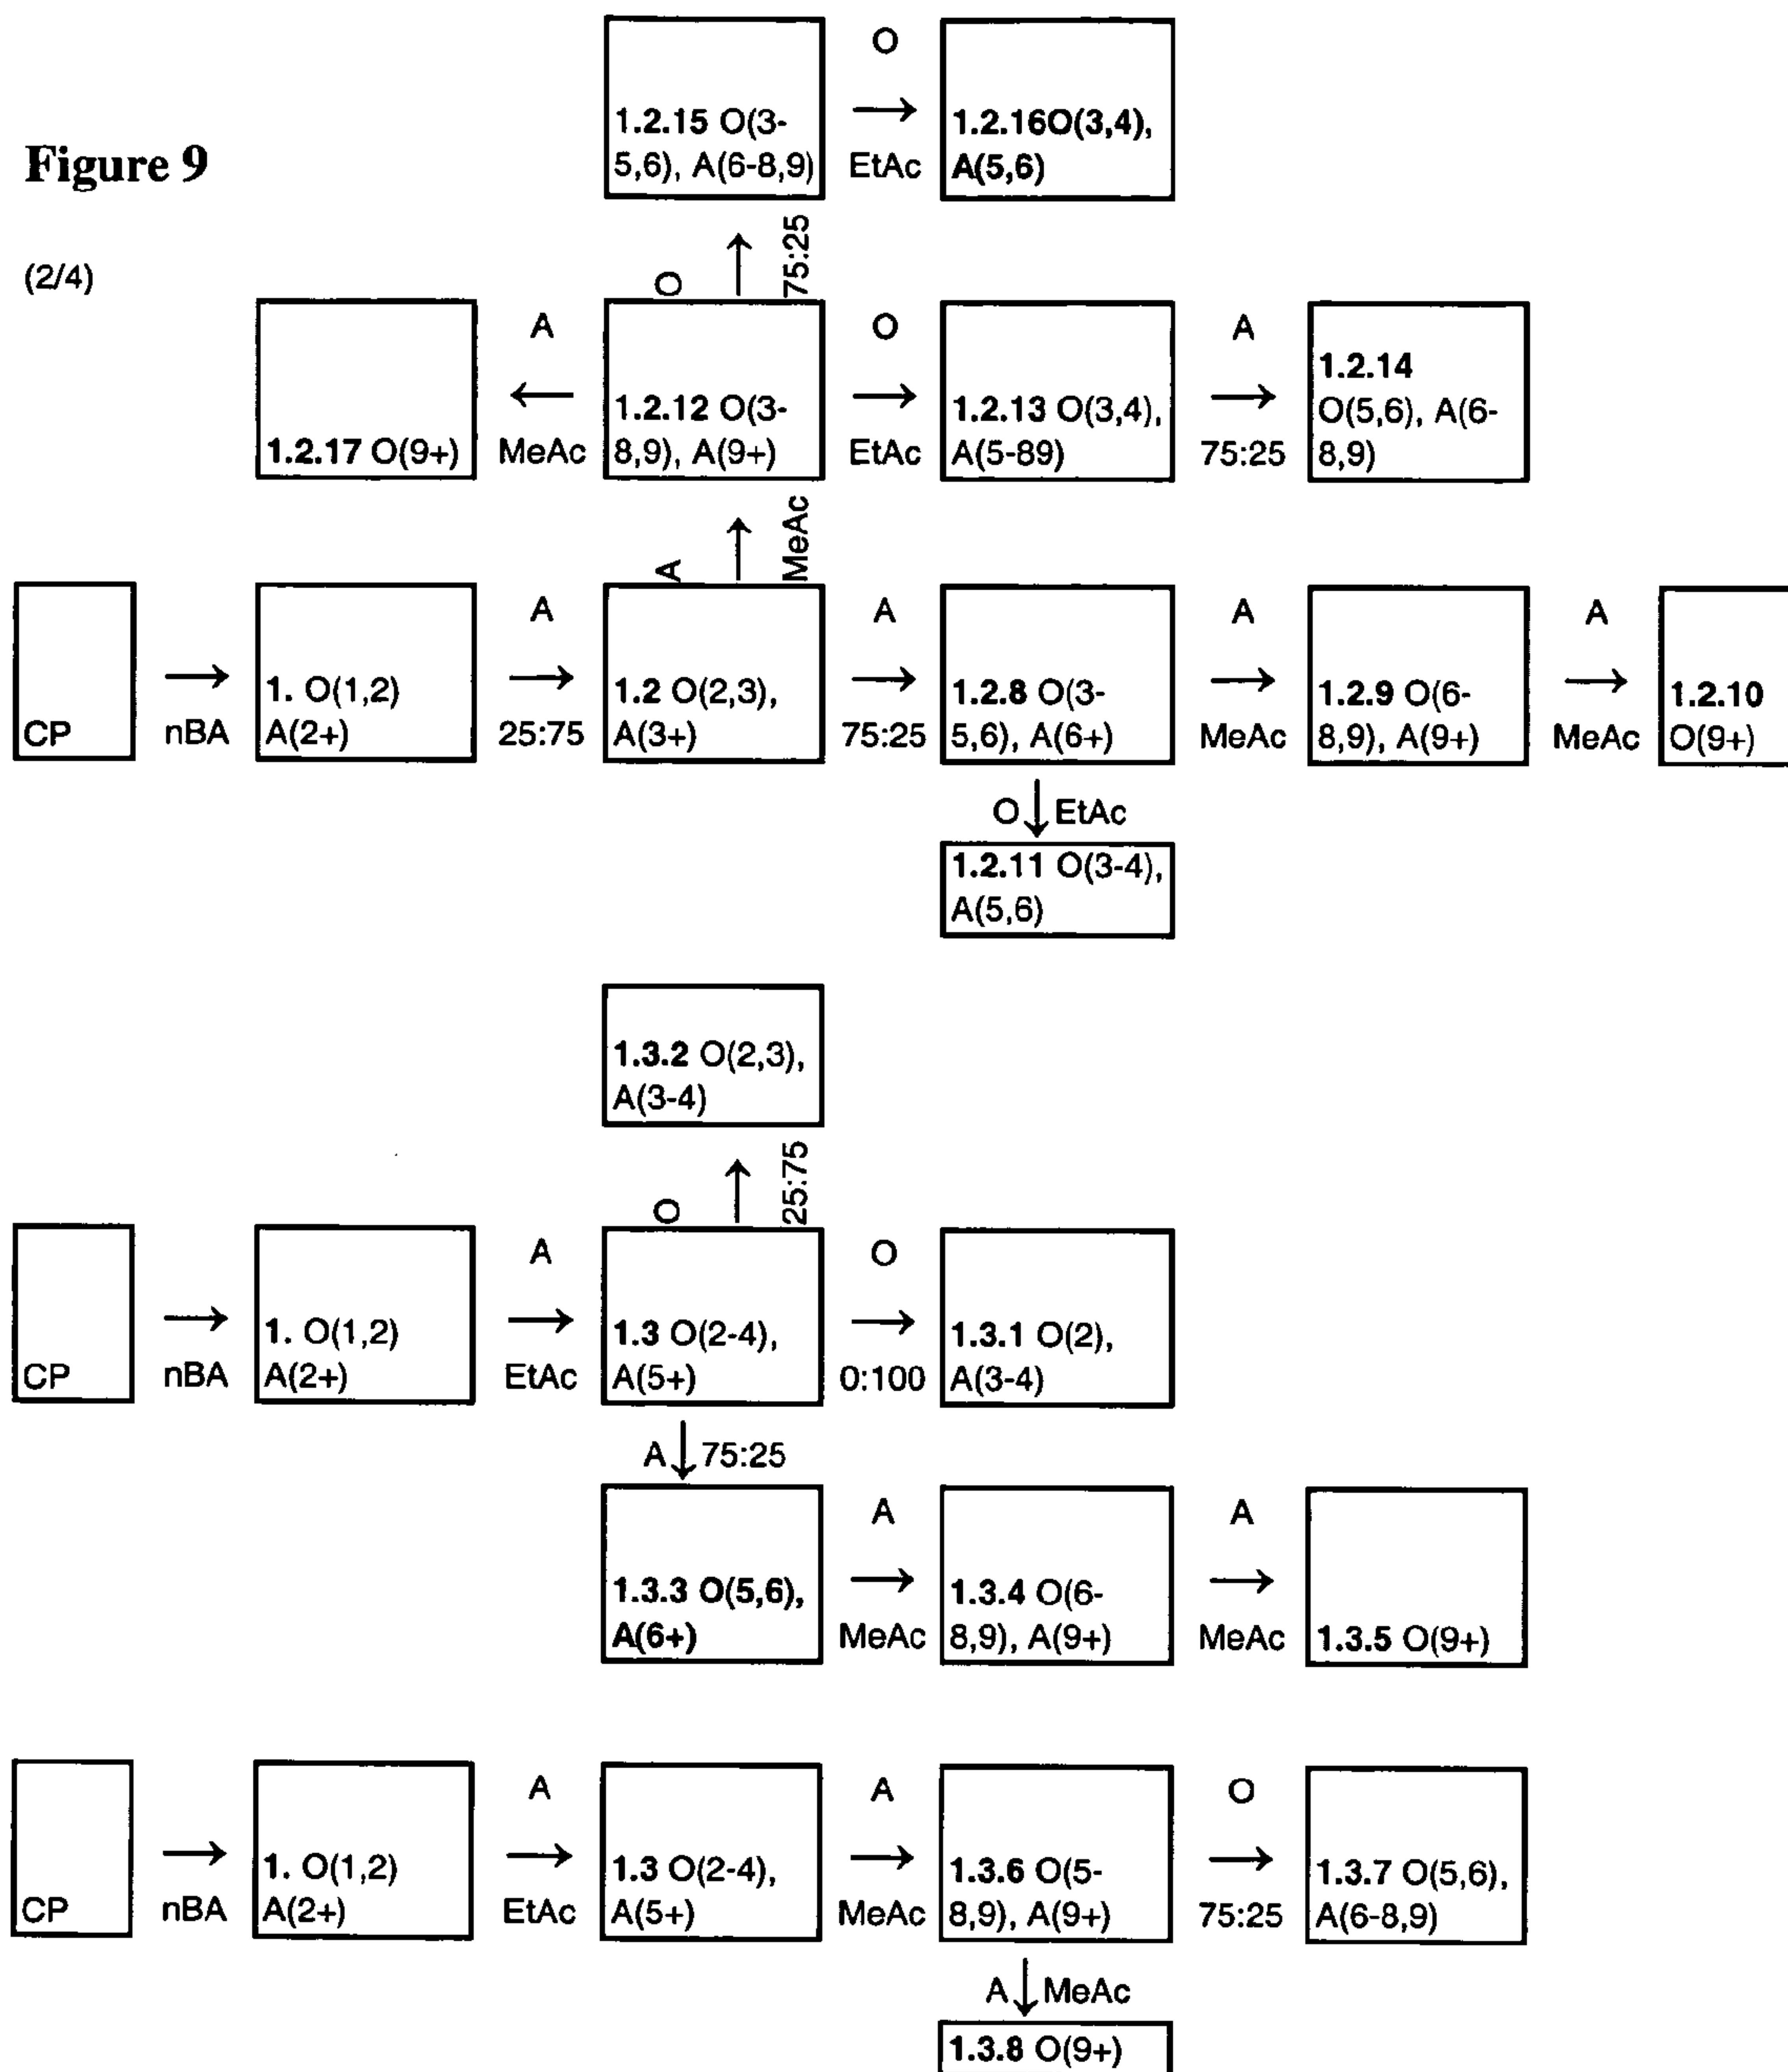 Figure 9
(2/4)
O
1.2.15 O(3-
5,6), A(6-8,9)
EtAc
1.2.16O(3,4),
A(5,6)
O
75:25
A
O
A
1.2.17 O(9+)
MeAc
1.2.12 O(3-
8,9), A(9+)
EtAc
1.2.13 O(3,4),
A(5-89)
75:25
1.2.14
O(5,6), A(6-
8,9)
A
MeAc
A
A
A
A
CP
nBA
1. O(1,2)
A(2+)
25:75
1.2 O(2,3),
A(3+)
75:25
1.2.8 O(3-
5,6), A(6+)
MeAc
1.2.9 O(6-
8,9), A(9+)
MeAc
1.2.10
O(9+)
O EtAc
1.2.11 O(3-4),
A(5,6)
1.3.2 O(2,3),
A(3-4)
O
25:75
A
O
CP
nBA
1. O(1,2)
A(2+)
EtAc
1.3 O(2-4),
A(5+)
0:100
1.3.1 O(2),
A(3-4)
A 75:25
A
A
1.3.3 O(5,6),
A(6+)
MeAc
1.3.4 O(6-
8,9), A(9+)
MeAc
1.3.5 O(9+)
A
A
O
CP
nBA
1. O(1,2)
A(2+)
EtAc
1.3 O(2-4),
A(5+)
MeAc
1.3.6 O(5-
8,9), A(9+)
75:25
1.3.7 O(5,6),
A(6-8,9)
A MeAc
1.3.8 O(9+)